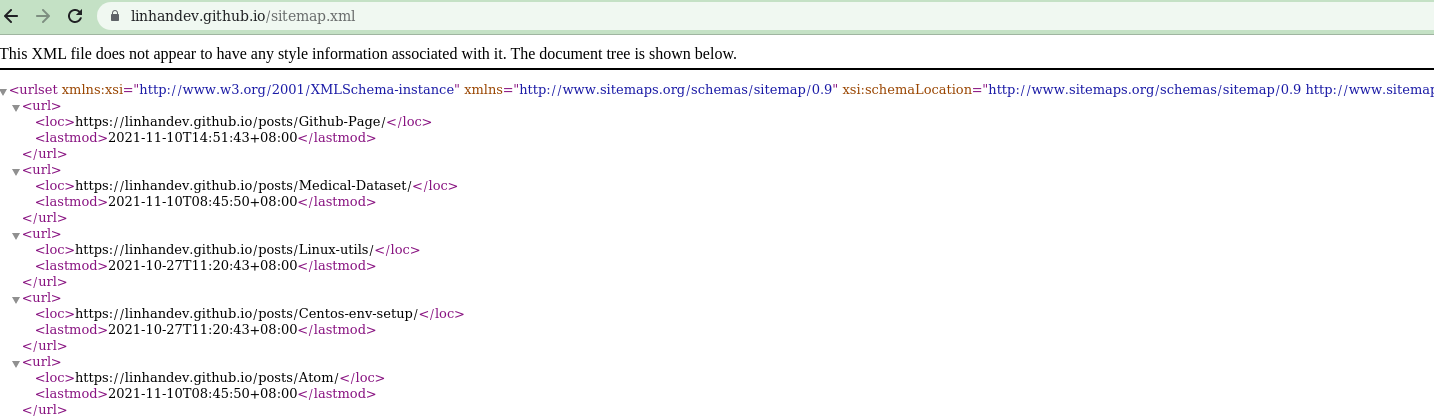 linhandev.github.io/sitemap.xml
This XML file does not appear to have any style information associated with it. The document tree is shown below.
<urlset xmlns:xsi="http://www.w3.org/2001/XMLSchema-instance" xmlns="http://www.sitemaps.org/schemas/sitemap/0.9" xsi:schemaLocation="http://www.sitemaps.org/schemas/sitemap/0.9 http://www.sitemap
<url>
<loc>https://linhandev.github.io/posts/Github-Page/</loc>
<lastmod>2021-11-10T14:51:43+08:00</lastmod>
</url>
<url>
<loc>https://linhandev.github.io/posts/Medical-Dataset/</loc>
<lastmod>2021-11-10T08:45:50+08:00</lastmod>
</url>
<url>
<loc>https://linhandev.github.io/posts/Linux-utils/</loc>
<lastmod>2021-10-27T11:20:43+08:00</lastmod>
</url>
<url>
<loc>https://linhandev.github.io/posts/Centos-env-setup/</loc>
<lastmod>2021-10-27T11:20:43+08:00</lastmod>
</url>
<url>
<loc>https://linhandev.github.io/posts/Atom/</loc>
<lastmod>2021-11-10T08:45:50+08:00</lastmod>
</url>